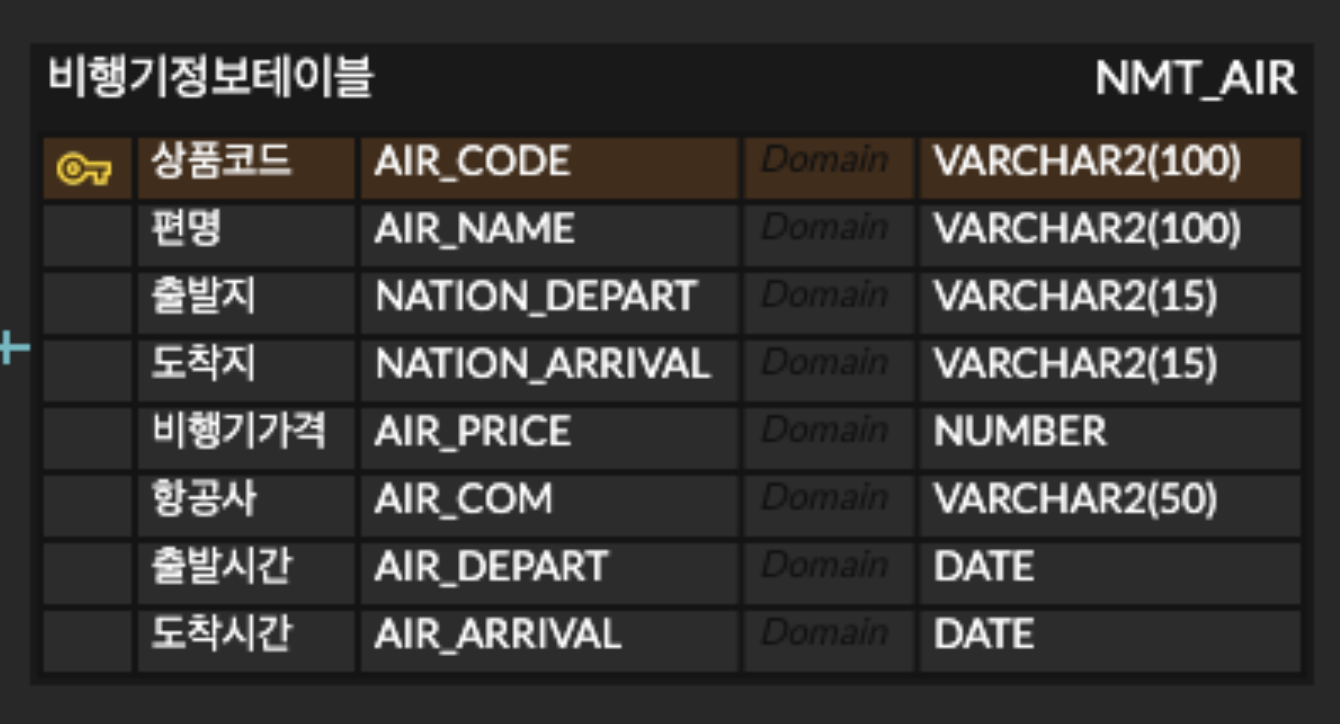 비행기정보테이블 NMT_AIR
상품코드 AIR_CODE Domain VARCHAR2(100)
편명 AIR_NAME Domain VARCHAR2(100)
출발지 NATION_DEPART Domain VARCHAR2(15)
도착지 NATION_ARRIVAL Domain VARCHAR2(15)
비행기가격 AIR_PRICE Domain NUMBER
항공사 AIR_COM Domain VARCHAR2(50)
출발시간 AIR_DEPART Domain DATE
도착시간 AIR_ARRIVAL Domain DATE